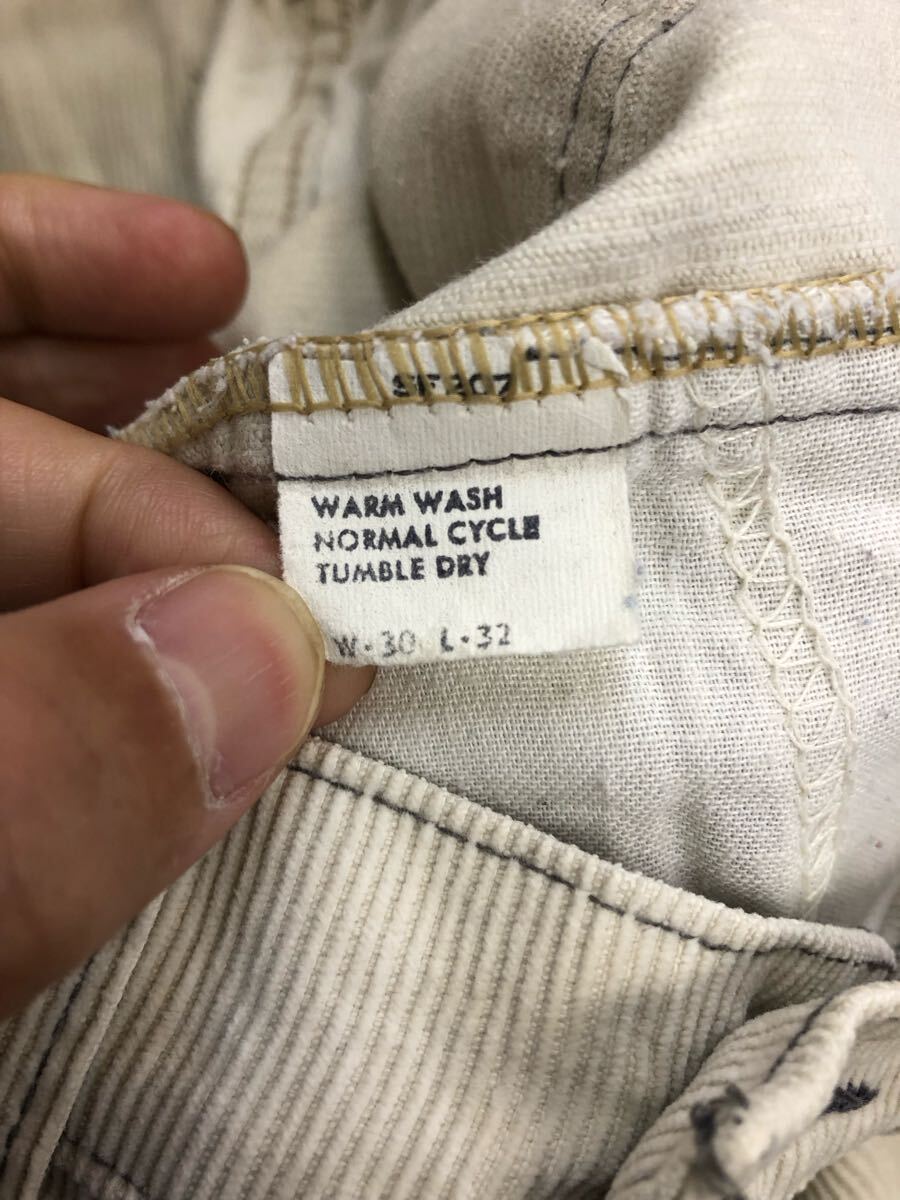 WARM WASH
NORMAL CYCLE
TUMBLE DRY
W·30 L·32